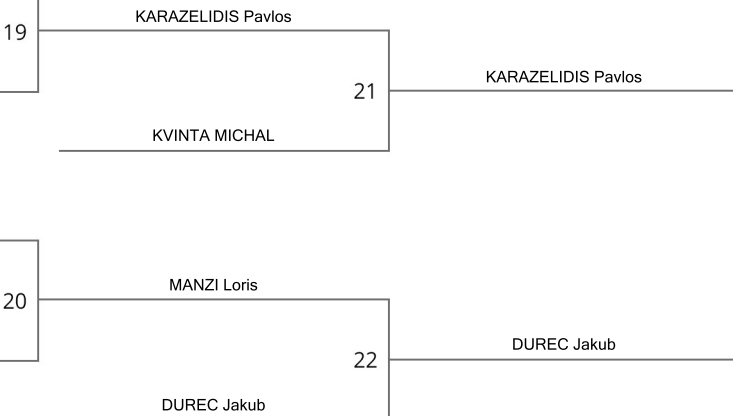 KARAZELIDIS Pavlos
19
KARAZELIDIS Pavlos
21
KVINTA MICHAL
MANZI Loris
20
DUREC Jakub
22
DUREC Jakub